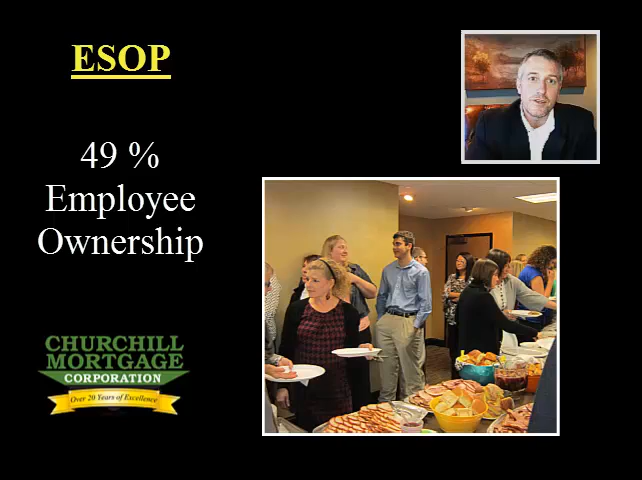 ESOP
49 %
Employee
Ownership
CHURCHILL
MORTGAGE
CORPORATION
Over 20 Years of Excellence